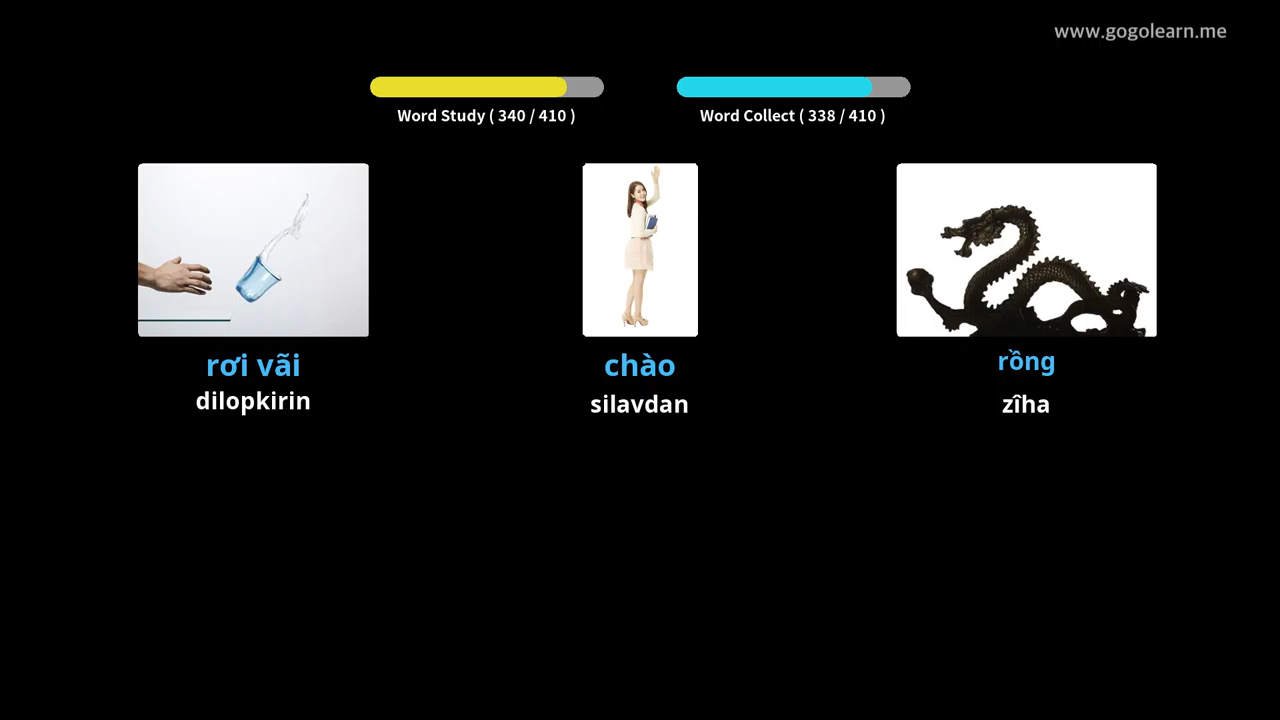 www.gogolearn.me
Word Study ( 340 / 410 )
Word Collect ( 338 / 410 )
rơi vãi
dilopkirin
chào
silavdan
rồng
zîha